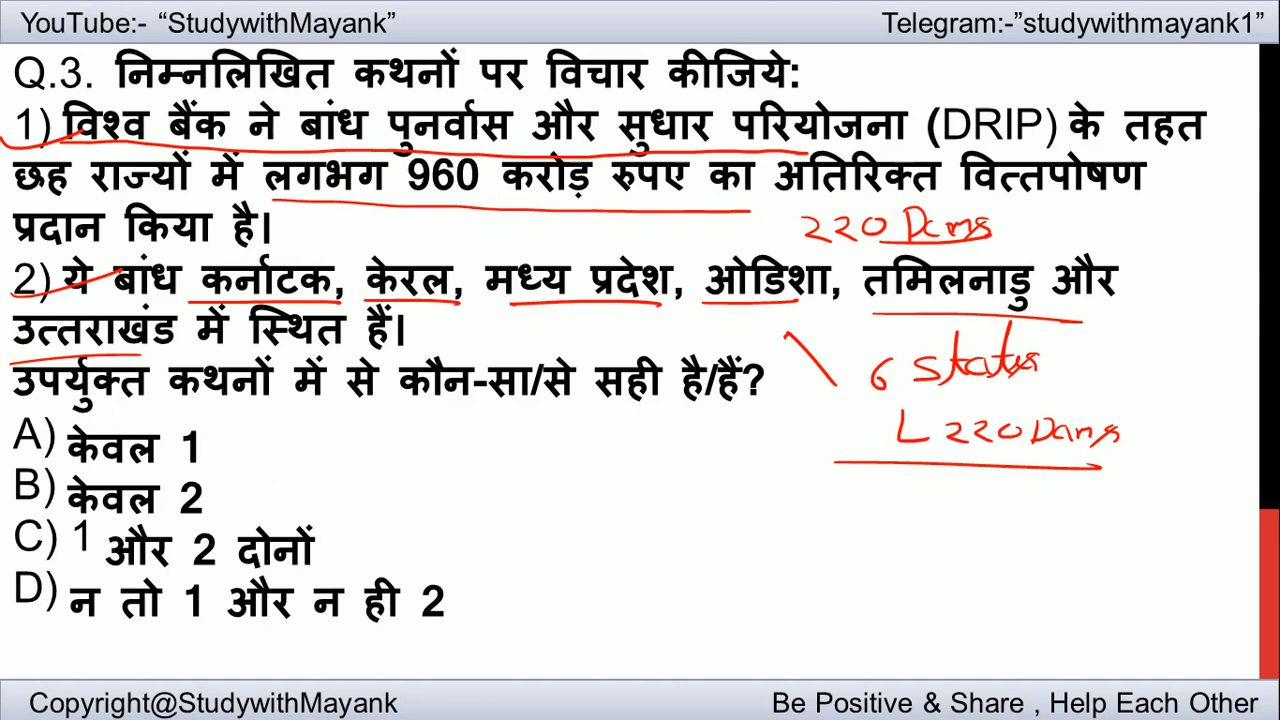 YouTube:- “StudywithMayank”
Telegram:-”studywithmayank1”
Q.3. निम्नलिखित कथनों पर विचार कीजिये:
1) विश्व बैंक ने बांध पुनर्वास और सुधार परियोजना (DRIP) के तहत
छह राज्यों में लगभग 960 करोड़ रुपए का अतिरिक्त वित्तपोषण
प्रदान किया है।
220 Dams
2) ये बांध कर्नाटक, केरल, मध्य प्रदेश, ओडिशा, तमिलनाडु और
उत्तराखंड में स्थित हैं।
6 states
उपर्युक्त कथनों में से कौन-सा/से सही है/हैं?
220 Dams
A) केवल 1
B) केवल 2
C) 1 और 2 दोनों
D) न तो 1 और न ही 2
Copyright@StudywithMayank
Be Positive & Share , Help Each Other